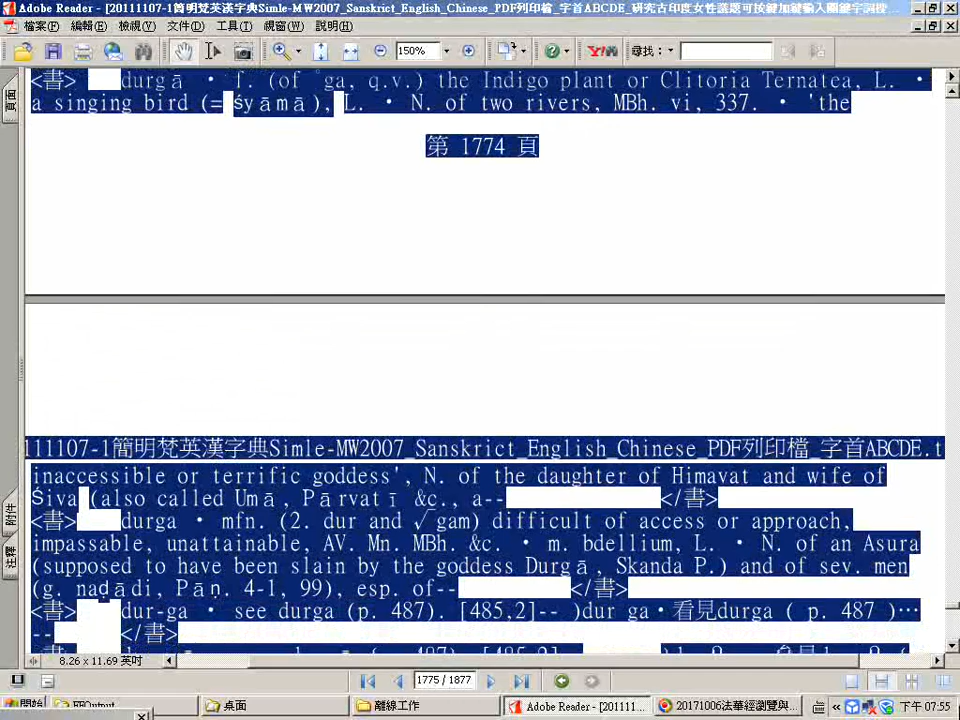 Adobe Reader - [20111107-1簡明梵英漢字典Simle-MW2007_Sanskrict_English_Chinese_PDF列印檔_字首ABCDE_研究古印度女性議題可按鍵加鍵輸入關鍵字詞按
檔案(F) 編輯(E) 檢視(V) 文件(D) 工具(T) 視窗(W) 說明(H)
150% 尋找：
頁面
<書> durgā ‧ f. (of °ga, q.v.) the Indigo plant or Clitoria Ternatea, L. ‧
a singing bird (= śyāmā), L. ‧ N. of two rivers, MBh. vi, 337. ‧ 'the
第 1774 頁
111107-1簡明梵英漢字典Simle-MW2007_Sanskrict_English_Chinese_PDF列印檔_字首ABCDE.t
inaccessible or terrific goddess', N. of the daughter of Himavat and wife of
Śiva (also called Umā, Pārvatī &c., a-- </書>
<書> durga ‧ mfn. (2. dur and √gam) difficult of access or approach,
impassable, unattainable, AV. Mn. MBh. &c. ‧ m. bdellium, L. ‧ N. of an Asura
(supposed to have been slain by the goddess Durgā, Skanda P.) and of sev. men
(g. naḍādi, Pāṇ. 4-1, 99), esp. of-- </書>
<書> dur-ga ‧ see durga (p. 487). [485,2]-- )dur ga‧看見durga ( p. 487 )…
-- </書>
附件
注釋
8.26 x 11.69 英吋
1775 / 1877
開始 EEOutput 桌面 離線工作 Adobe Reader - [201111... 20171006法華經瀏覽與... 下午 07:55